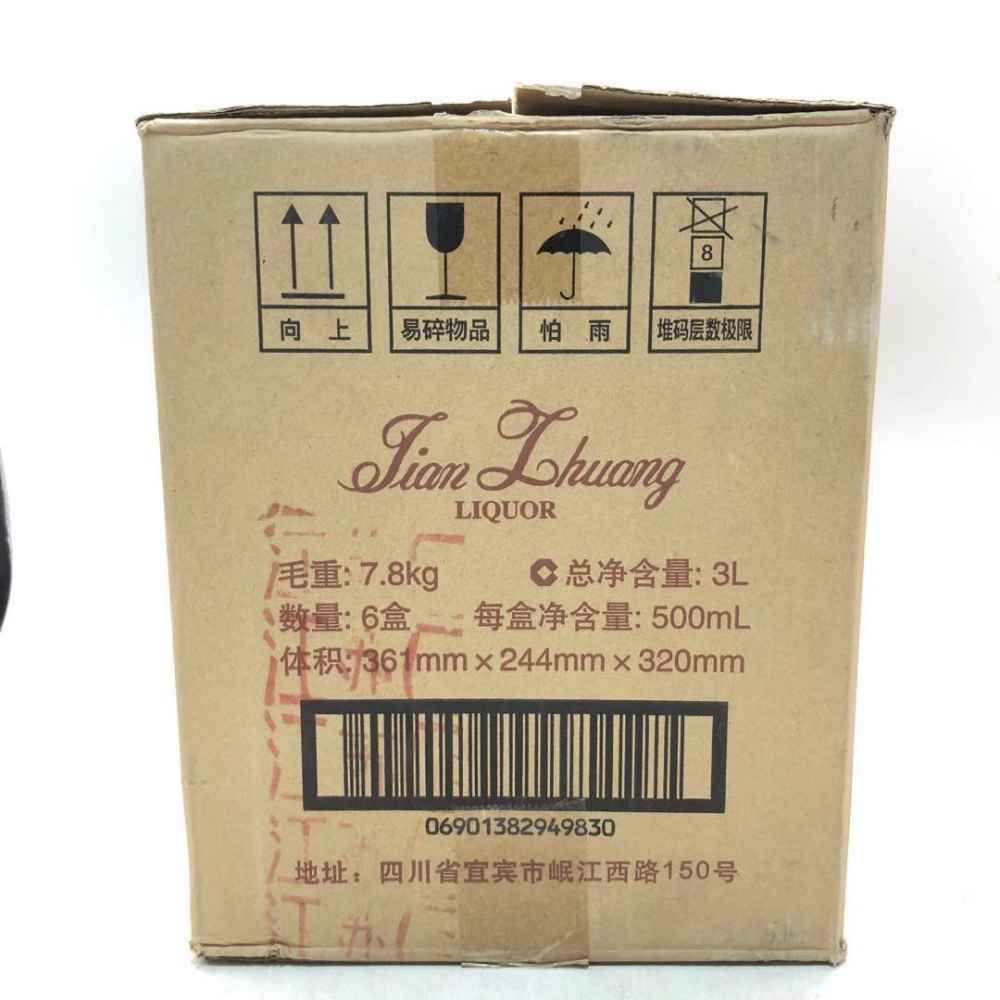 向上 易碎物品 怕雨 8 堆码层数极限
Jian Zhuang
LIQUOR
毛重: 7.8kg 总净含量: 3L
数量: 6盒 每盒净含量: 500mL
体积: 361mm×244mm×320mm
06901382949830
地址：四川省宜宾市岷江西路150号